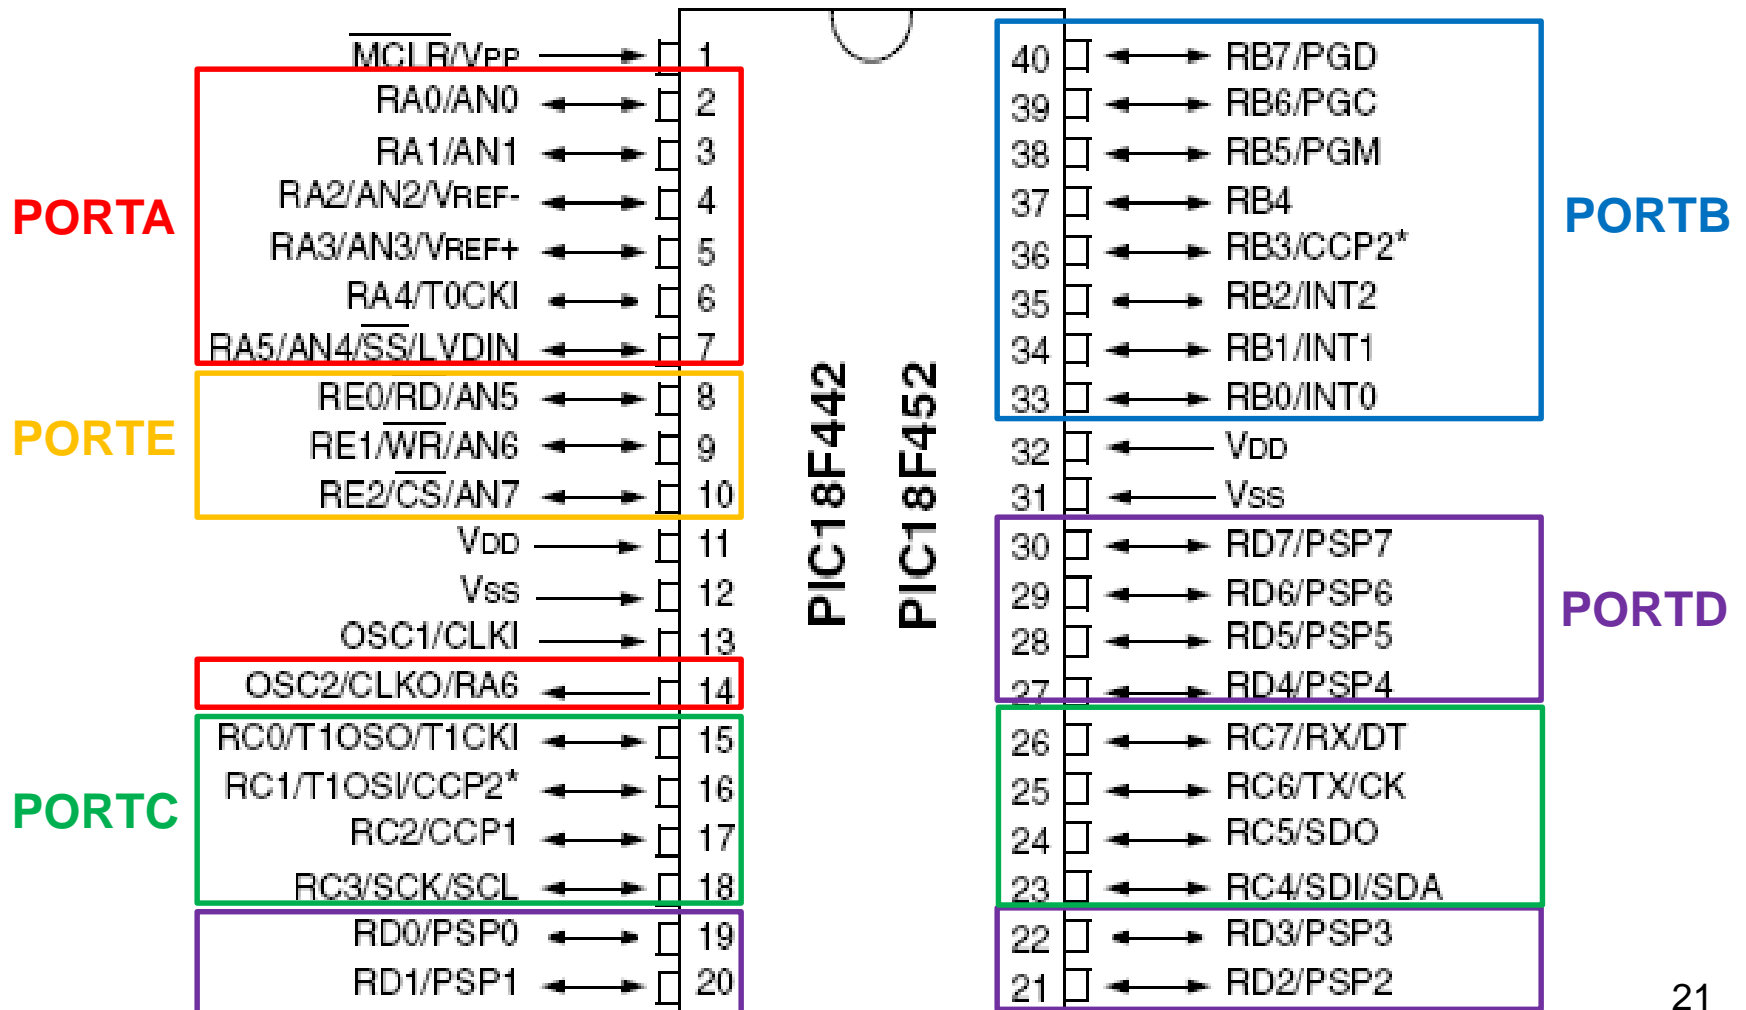 MCLR/VPP 1
RA0/AN0 2
RA1/AN1 3
RA2/AN2/VREF- 4
RA3/AN3/VREF+ 5
RA4/T0CKI 6
RA5/AN4/SS/LVDIN 7
RE0/RD/AN5 8
RE1/WR/AN6 9
RE2/CS/AN7 10
VDD 11
VSS 12
OSC1/CLKI 13
OSC2/CLKO/RA6 14
RC0/T1OSO/T1CKI 15
RC1/T1OSI/CCP2* 16
RC2/CCP1 17
RC3/SCK/SCL 18
RD0/PSP0 19
RD1/PSP1 20
PORTA
PORTE
PORTC
PIC18F442
PIC18F452
40 RB7/PGD
39 RB6/PGC
38 RB5/PGM
37 RB4
36 RB3/CCP2*
35 RB2/INT2
34 RB1/INT1
33 RB0/INT0
32 VDD
31 VSS
30 RD7/PSP7
29 RD6/PSP6
28 RD5/PSP5
27 RD4/PSP4
26 RC7/RX/DT
25 RC6/TX/CK
24 RC5/SDO
23 RC4/SDI/SDA
22 RD3/PSP3
21 RD2/PSP2
PORTB
PORTD
21